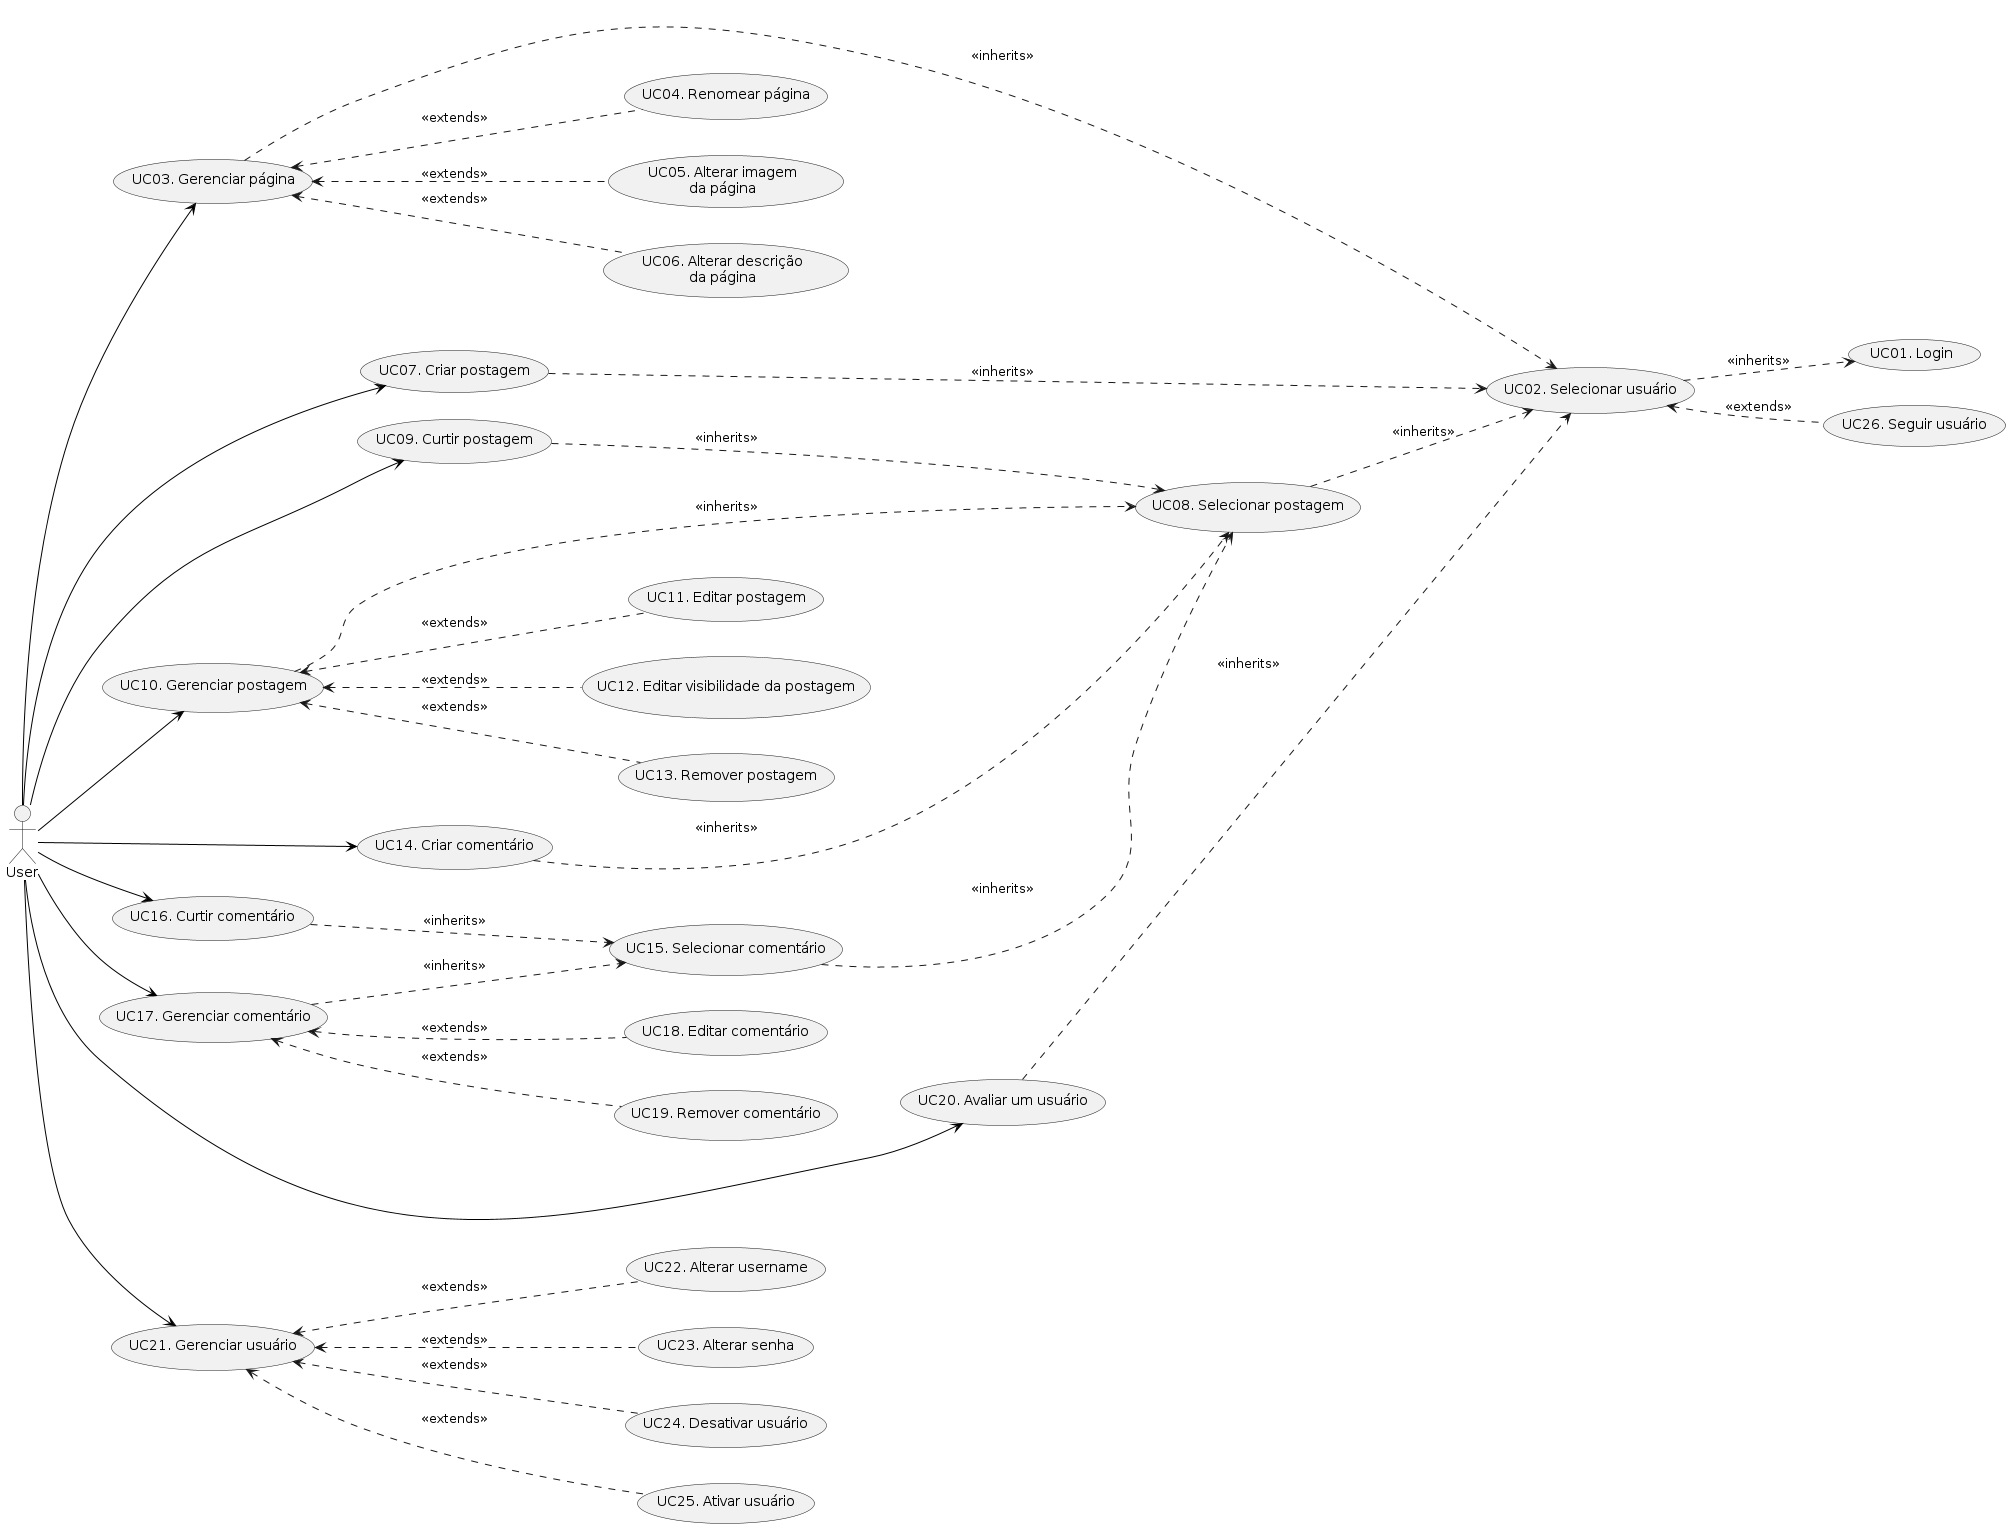 «inherits»
UC04. Renomear página
«extends»
UC03. Gerenciar página
«extends»
UC05. Alterar imagem
da página
«extends»
UC06. Alterar descrição
da página
UC07. Criar postagem
«inherits»
UC02. Selecionar usuário
«inherits»
UC01. Login
«extends»
UC26. Seguir usuário
UC09. Curtir postagem
«inherits»
«inherits»
«inherits»
UC08. Selecionar postagem
UC11. Editar postagem
«extends»
UC10. Gerenciar postagem
«extends»
UC12. Editar visibilidade da postagem
«extends»
«inherits»
UC13. Remover postagem
«inherits»
UC14. Criar comentário
User
«inherits»
UC16. Curtir comentário
«inherits»
UC15. Selecionar comentário
«inherits»
UC17. Gerenciar comentário
«extends»
UC18. Editar comentário
«extends»
UC19. Remover comentário
UC20. Avaliar um usuário
UC22. Alterar username
«extends»
UC21. Gerenciar usuário
«extends»
UC23. Alterar senha
«extends»
UC24. Desativar usuário
«extends»
UC25. Ativar usuário